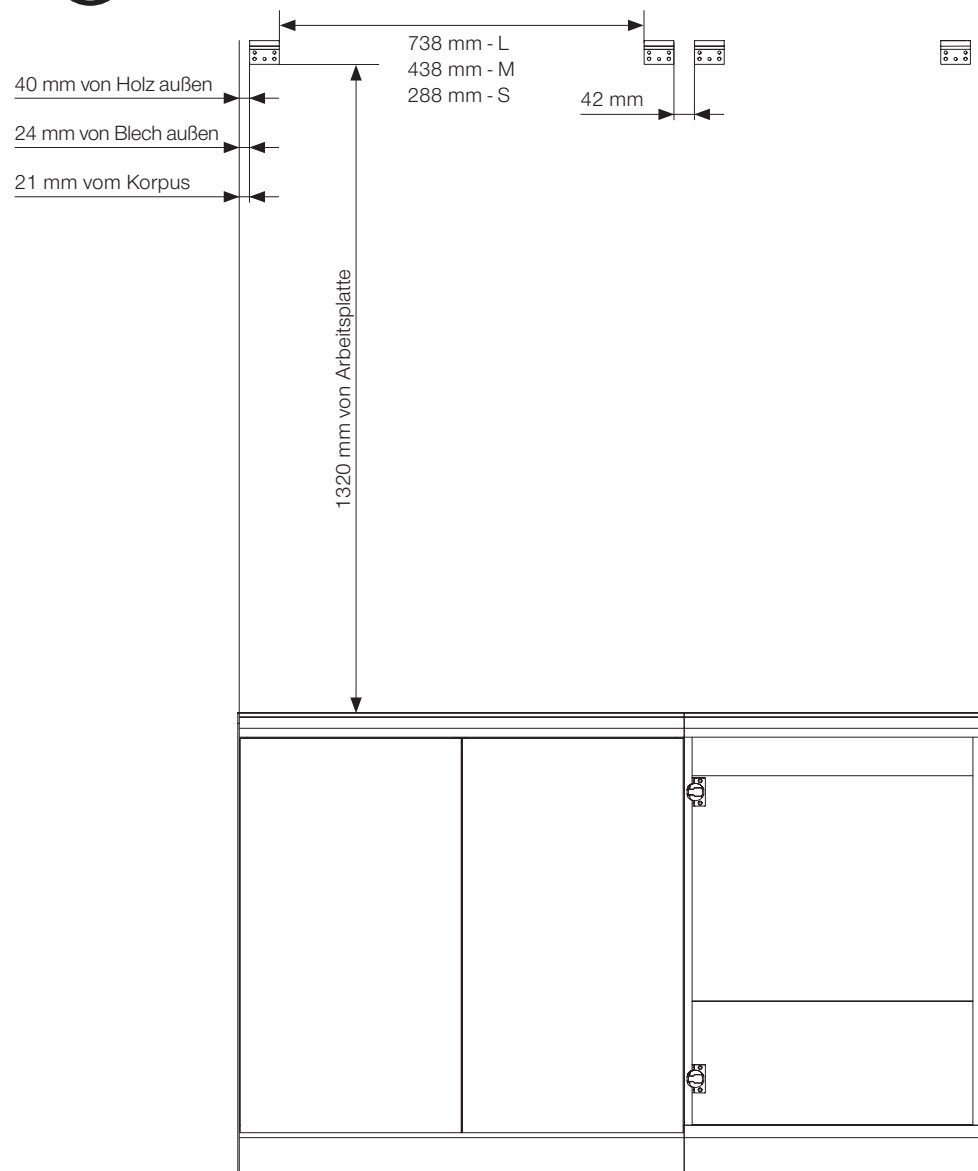 738 mm - L
438 mm - M
288 mm - S
40 mm von Holz außen
42 mm
24 mm von Blech außen
21 mm vom Korpus
1320 mm von Arbeitsplatte